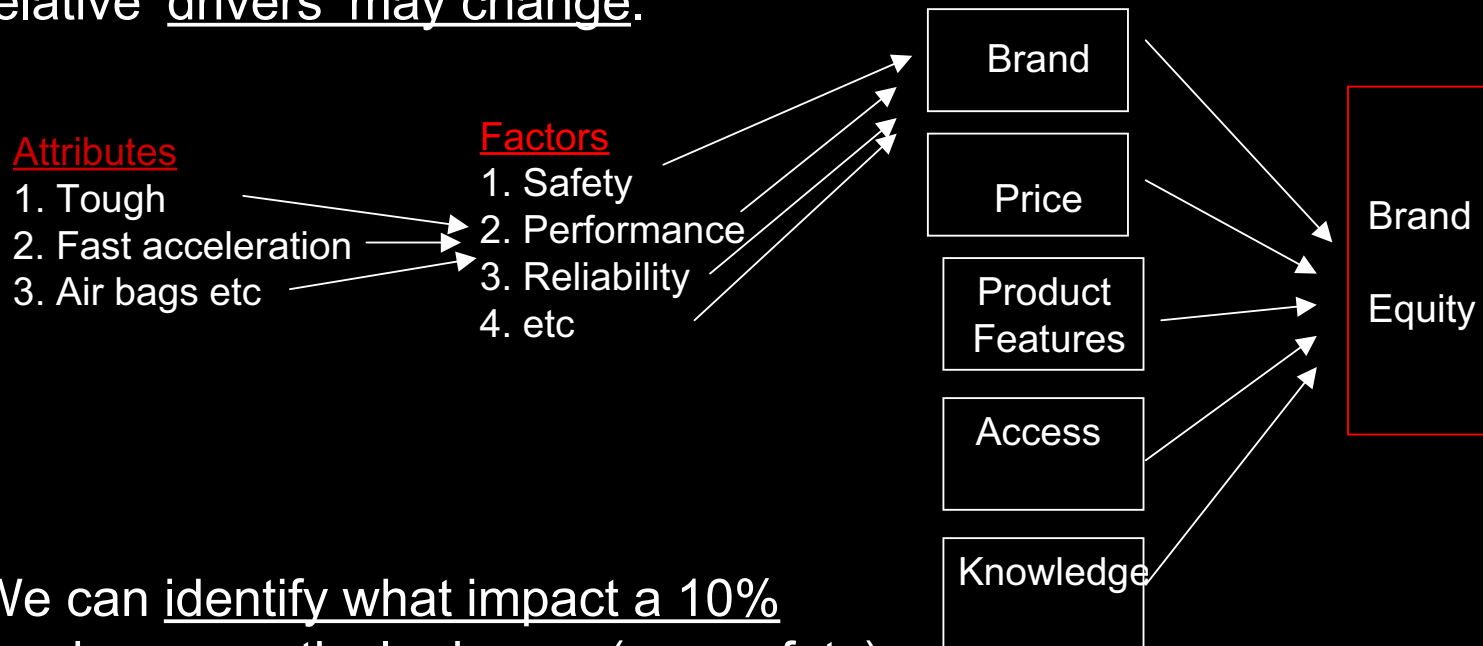 relative 'drivers' may change.
Attributes
1. Tough
2. Fast acceleration
3. Air bags etc
Factors
1. Safety
2. Performance
3. Reliability
4. etc
Brand
Price
Product
Features
Access
Knowledge
Brand
Equity
We can identify what impact a 10%